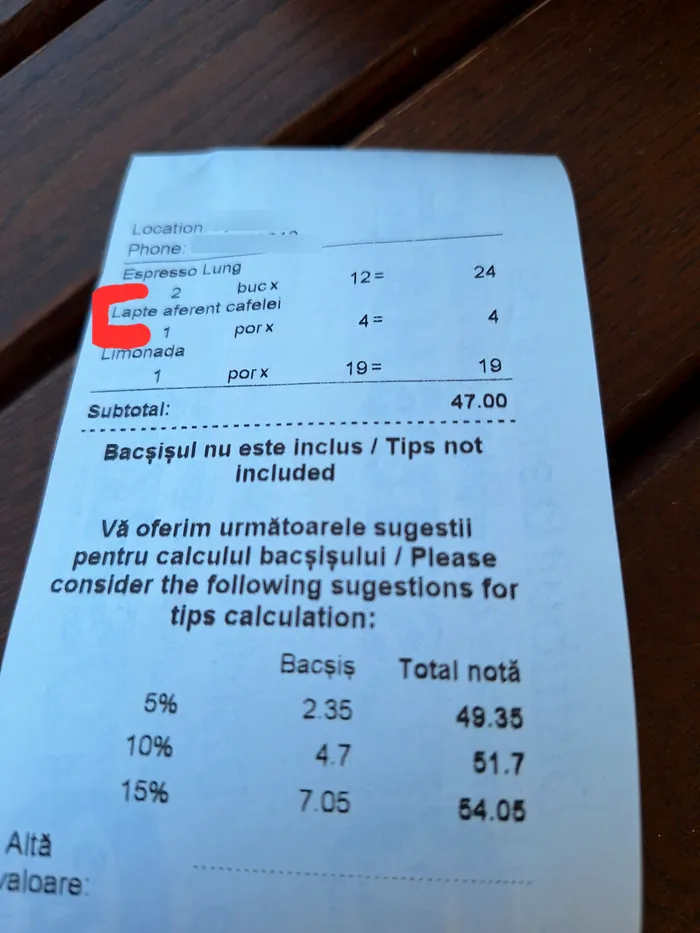 Location
Phone:
Espresso Lung
2 buc x 12 = 24
Lapte aferent cafelei
1 por x 4 = 4
Limonada
1 por x 19 = 19
Subtotal: 47.00
Bacșișul nu este inclus / Tips not
included
Vă oferim următoarele sugestii
pentru calculul bacșișului / Please
consider the following sugestions for
tips calculation:
Bacșiș Total notă
5% 2.35 49.35
10% 4.7 51.7
15% 7.05 54.05
Altă
valoare: